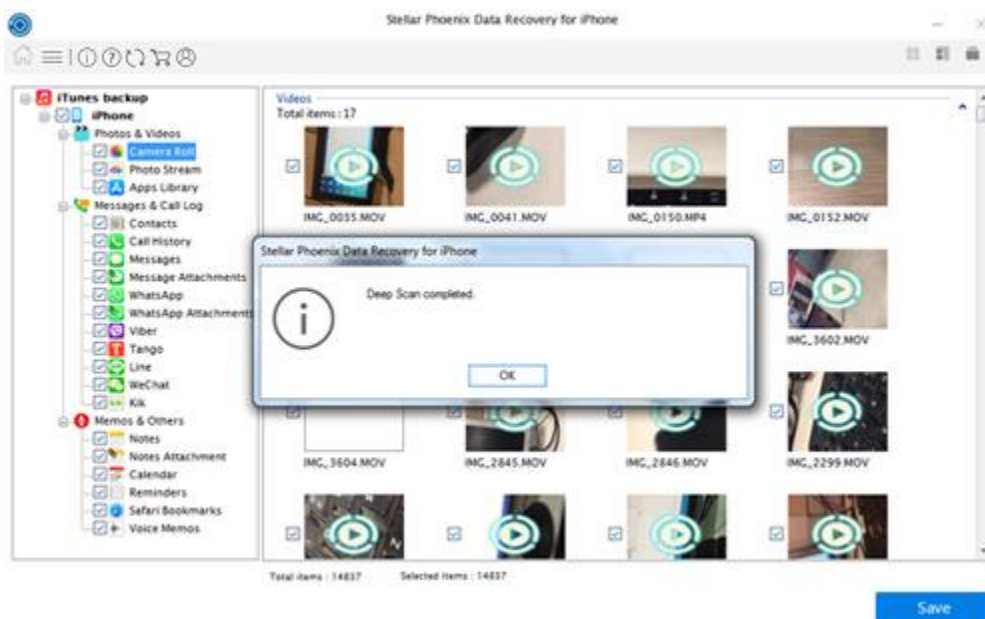 Stellar Phoenix Data Recovery for iPhone
iTunes backup
iPhone
Photos & Videos
Camera Roll
Photo Stream
Apps Library
Messages & Call Log
Contacts
Call History
Messages
Message Attachments
WhatsApp
WhatsApp Attachments
Viber
Tango
Line
WeChat
Kik
Memos & Others
Notes
Notes Attachment
Calendar
Reminders
Safari Bookmarks
Voice Memos
Videos
Total items : 17
IMG_0035.MOV IMG_0041.MOV IMG_0150.MP4 IMG_0152.MOV
Stellar Phoenix Data Recovery for iPhone
Deep Scan completed.
OK
IMG_3602.MOV
IMG_3604.MOV IMG_2845.MOV IMG_2846.MOV IMG_2299.MOV
Total items : 14837 Selected items : 14837
Save